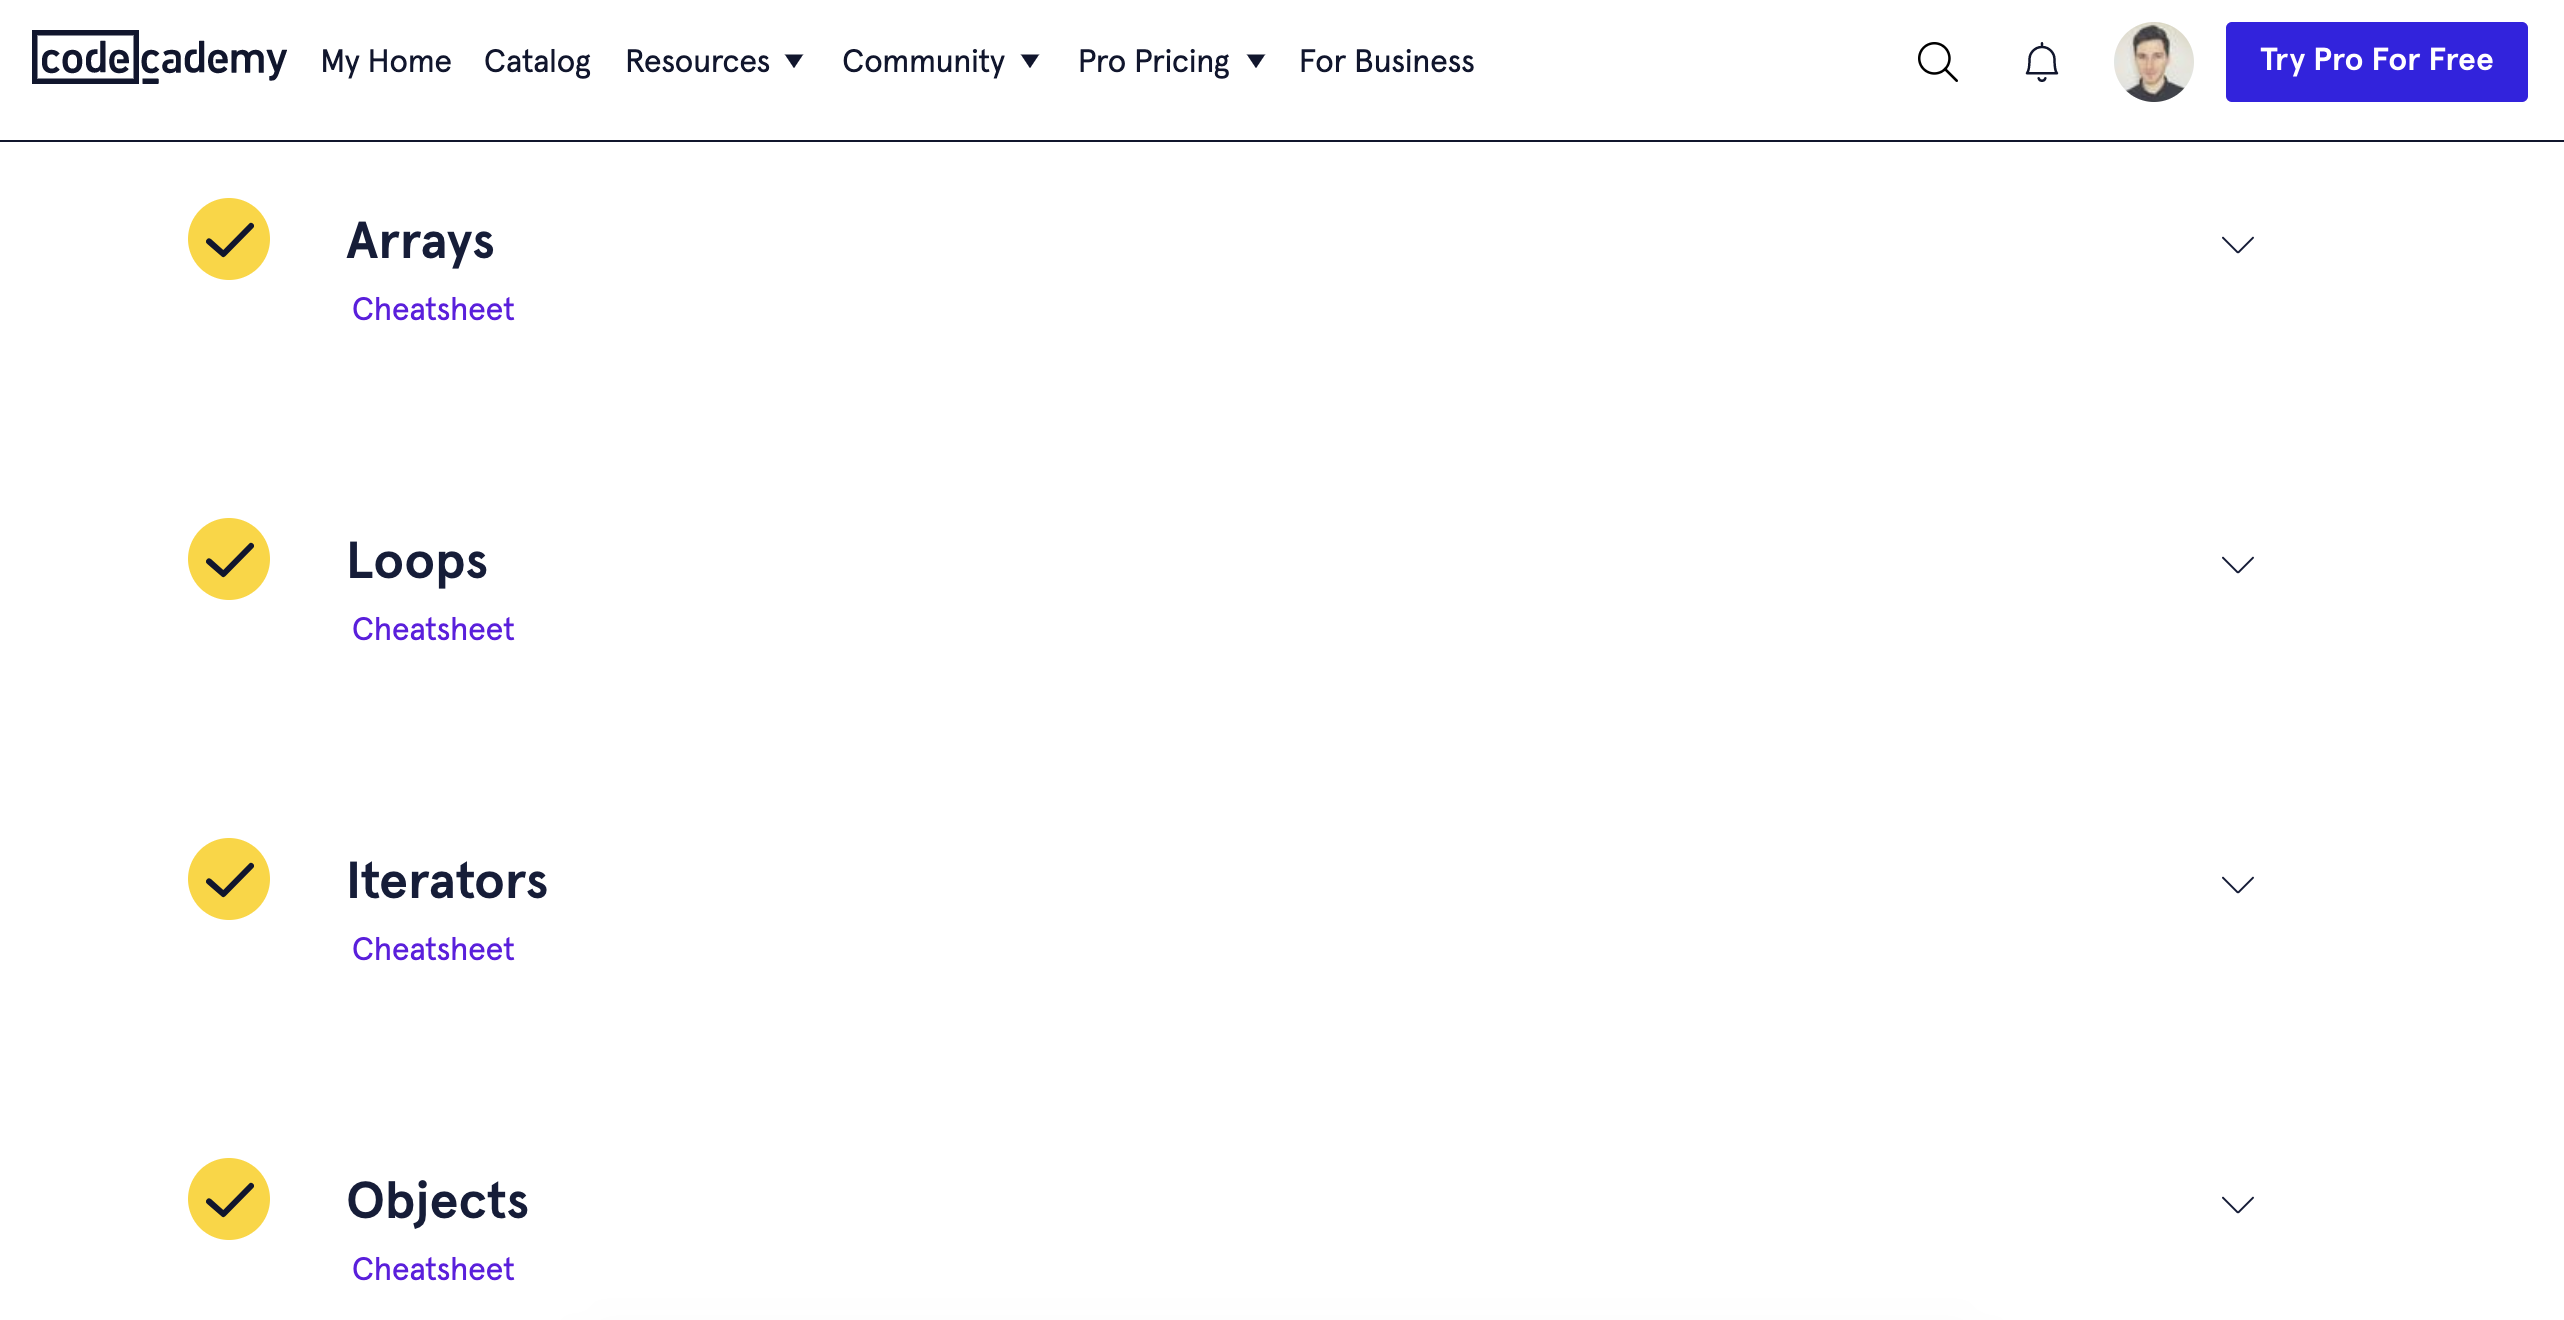 codecademy My Home Catalog Resources Community Pro Pricing For Business Try Pro For Free
Arrays
Cheatsheet
Loops
Cheatsheet
Iterators
Cheatsheet
Objects
Cheatsheet